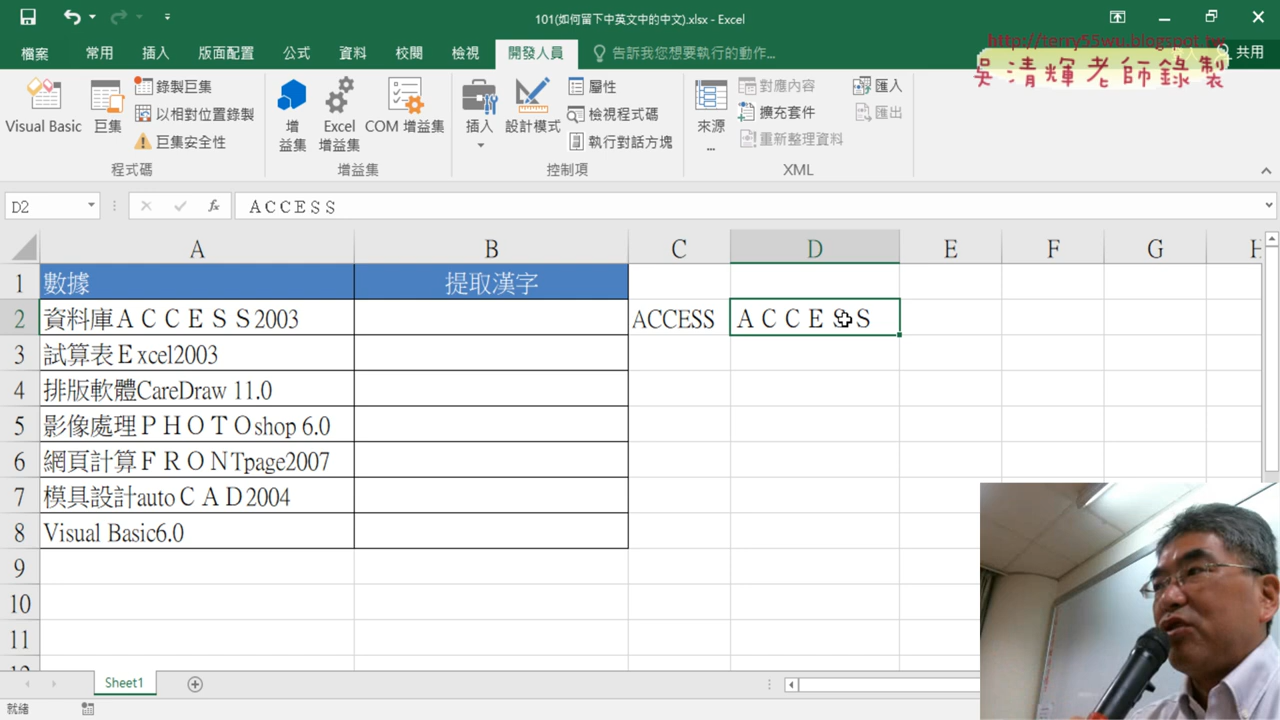 101(如何留下中英文中的中文).xlsx - Excel
檔案 常用 插入 版面配置 公式 資料 校閱 檢視 開發人員 告訴我您想要執行的動作... 共用
http://terry55wu.blogspot.tw
吳清輝老師錄製
Visual Basic 巨集 錄製巨集 以相對位置錄製 巨集安全性
程式碼
增益集 Excel 增益集 COM 增益集
增益集
插入 設計模式 屬性 檢視程式碼 執行對話方塊
控制項
來源... 對應內容 擴充套件 重新整理資料 匯入 匯出
XML
D2 fx ＡＣＣＥＳＳ
A B C D E F G H
1 數據 提取漢字
2 資料庫ＡＣＣＥＳＳ2003 ACCESS ＡＣＣＥＳＳ
3 試算表Ｅxcel2003
4 排版軟體CareDraw 11.0
5 影像處理ＰＨＯＴＯshop 6.0
6 網頁計算ＦＲＯＮTpage2007
7 模具設計autoＣＡＤ2004
8 Visual Basic6.0
9
10
11
Sheet1
就緒